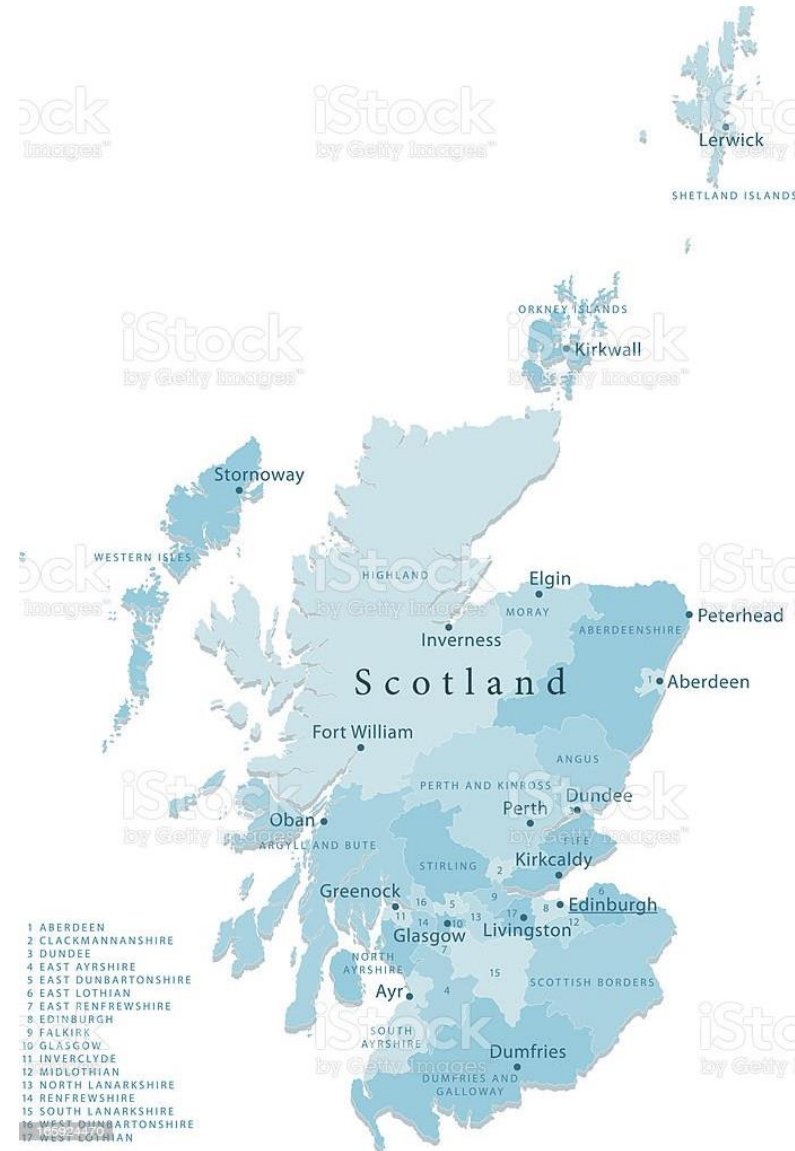 Lerwick
SHETLAND ISLANDS
ORKNEY ISLANDS
Kirkwall
Stornoway
WESTERN ISLES
HIGHLAND
Elgin
MORAY
Peterhead
ABERDEENSHIRE
Inverness
Scotland
1
Aberdeen
Fort William
ANGUS
PERTH AND KINROSS
Dundee
Perth
Oban
ARGYLL AND BUTE
FIFE
STIRLING
Kirkcaldy
2
Greenock
16
5
9
6
Edinburgh
11
14
10
13
17
8
12
Glasgow
Livingston
7
NORTH
AYRSHIRE
15
SCOTTISH BORDERS
Ayr
4
SOUTH
AYRSHIRE
Dumfries
DUMFRIES AND
GALLOWAY
1 ABERDEEN
2 CLACKMANNANSHIRE
3 DUNDEE
4 EAST AYRSHIRE
5 EAST DUNBARTONSHIRE
6 EAST LOTHIAN
7 EAST RENFREWSHIRE
8 EDINBURGH
9 FALKIRK
10 GLASGOW
11 INVERCLYDE
12 MIDLOTHIAN
13 NORTH LANARKSHIRE
14 RENFREWSHIRE
15 SOUTH LANARKSHIRE
16 WEST DUNBARTONSHIRE
17 WEST LOTHIAN
165924470
iStock
by Getty Images™